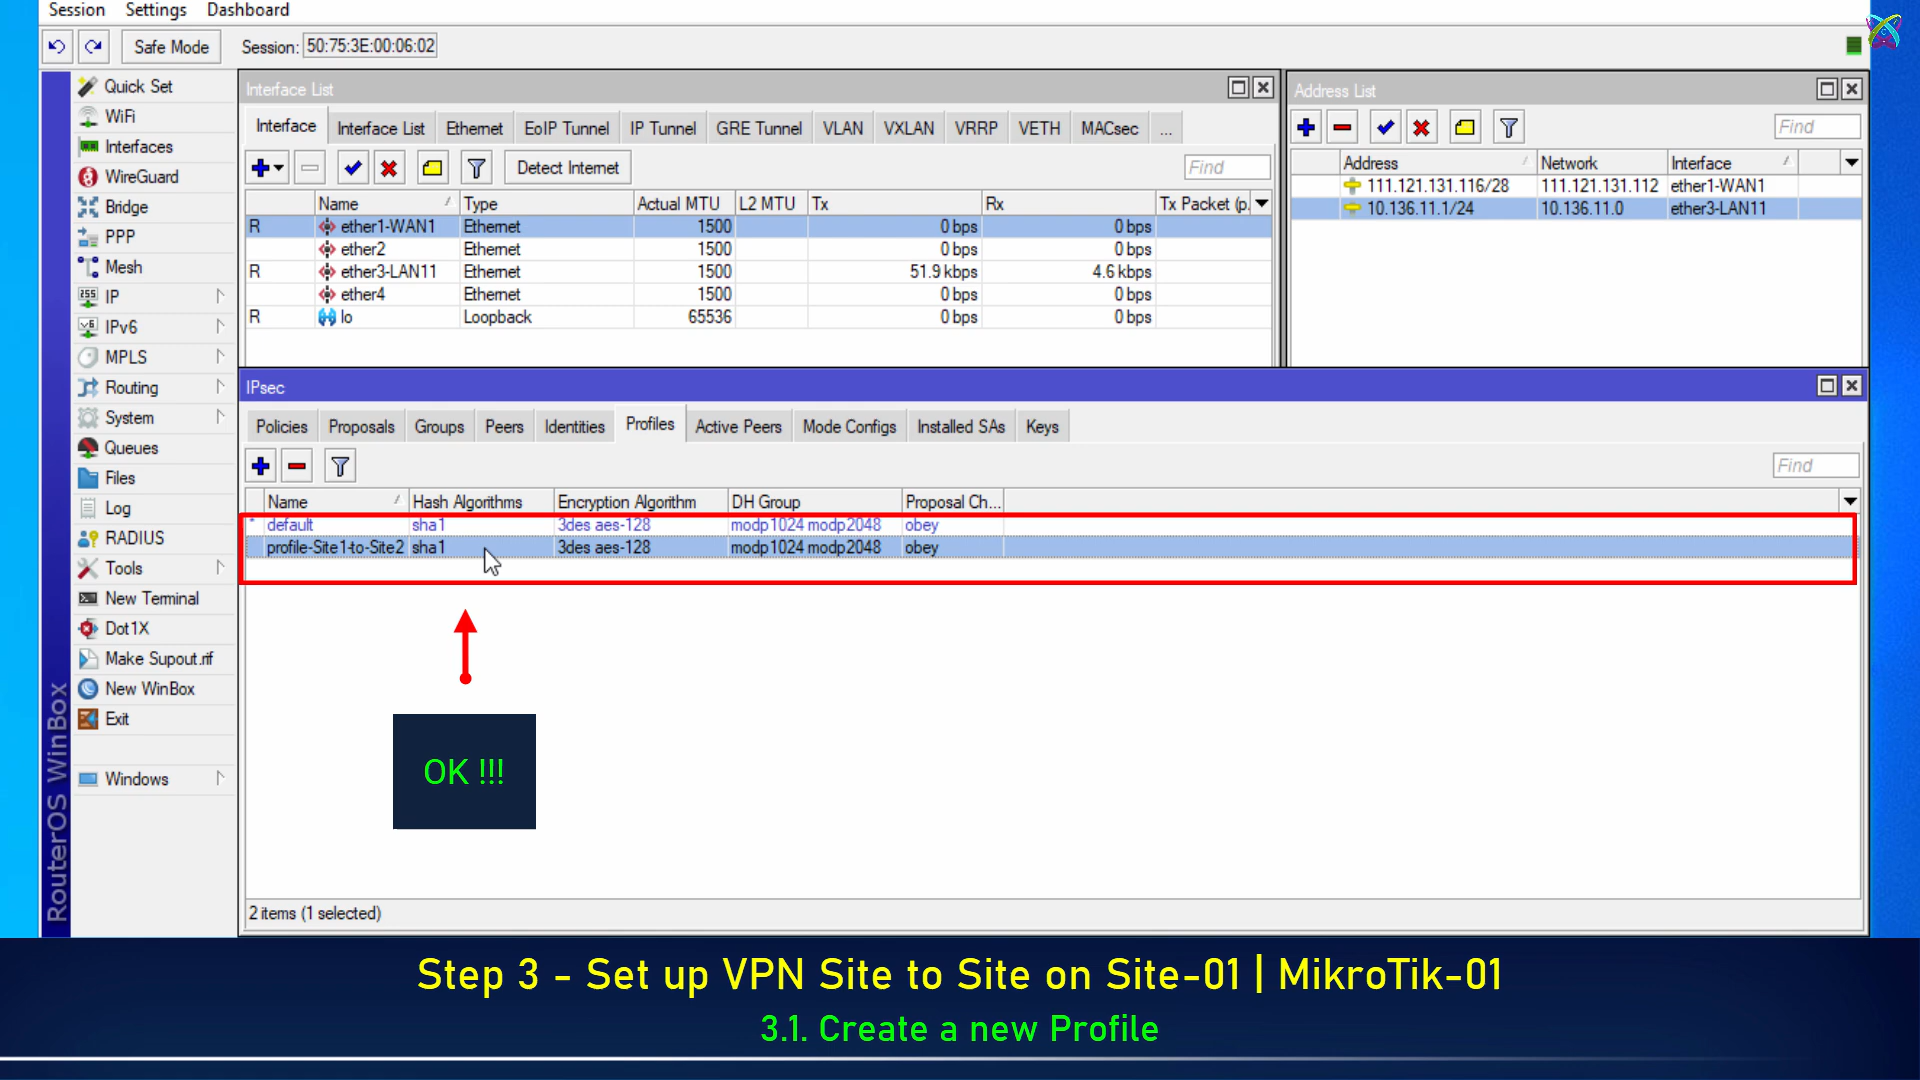 Session Settings Dashboard
Safe Mode Session: 50:75:3E:00:06:02
Quick Set
WiFi
Interfaces
WireGuard
Bridge
PPP
Mesh
IP
IPv6
MPLS
Routing
System
Queues
Files
Log
RADIUS
Tools
New Terminal
Dot1X
Make Supout.rif
New WinBox
Exit
Windows
RouterOS WinBox
Interface List
Interface Interface List Ethernet EoIP Tunnel IP Tunnel GRE Tunnel VLAN VXLAN VRRP VETH MACsec ...
Detect Internet Find
Name Type Actual MTU L2 MTU Tx Rx Tx Packet (p.
R ether1-WAN1 Ethernet 1500 0 bps 0 bps
ether2 Ethernet 1500 0 bps 0 bps
R ether3-LAN11 Ethernet 1500 51.9 kbps 4.6 kbps
ether4 Ethernet 1500 0 bps 0 bps
R lo Loopback 65536 0 bps 0 bps
Address List
Find
Address Network Interface
111.121.131.116/28 111.121.131.112 ether1-WAN1
10.136.11.1/24 10.136.11.0 ether3-LAN11
IPsec
Policies Proposals Groups Peers Identities Profiles Active Peers Mode Configs Installed SAs Keys
Find
Name Hash Algorithms Encryption Algorithm DH Group Proposal Ch...
* default sha1 3des aes-128 modp1024 modp2048 obey
profile-Site1-to-Site2 sha1 3des aes-128 modp1024 modp2048 obey
OK !!!
2 items (1 selected)
Step 3 - Set up VPN Site to Site on Site-01 | MikroTik-01
3.1. Create a new Profile